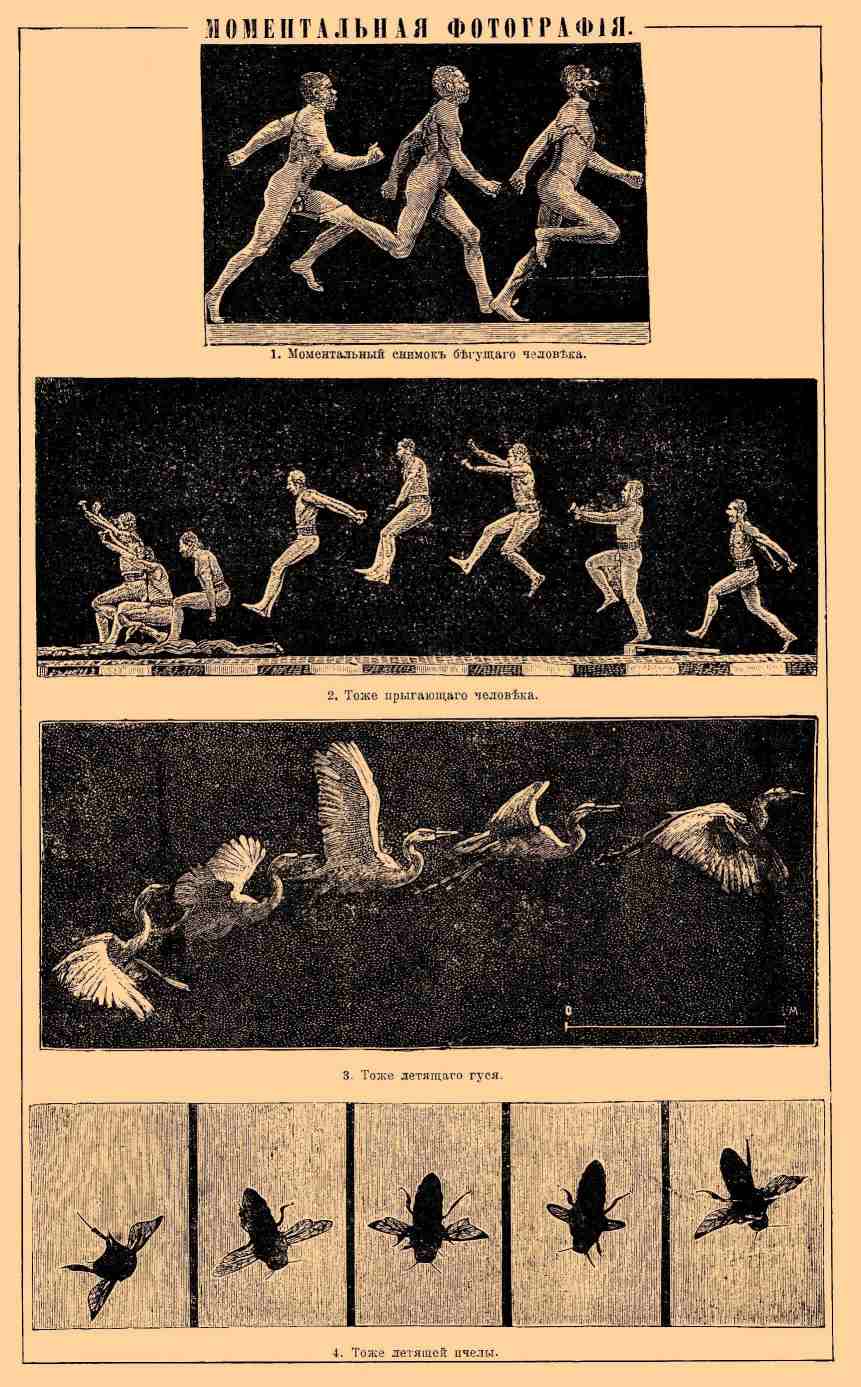 МОМЕНТАЛЬНАЯ ФОТОГРАФІЯ.
1. Моментальный снимокъ бѣгущаго человѣка.
2. Тоже прыгающаго человѣка.
0 1 M
3. Тоже летящаго гуся.
4. Тоже летящей пчелы.